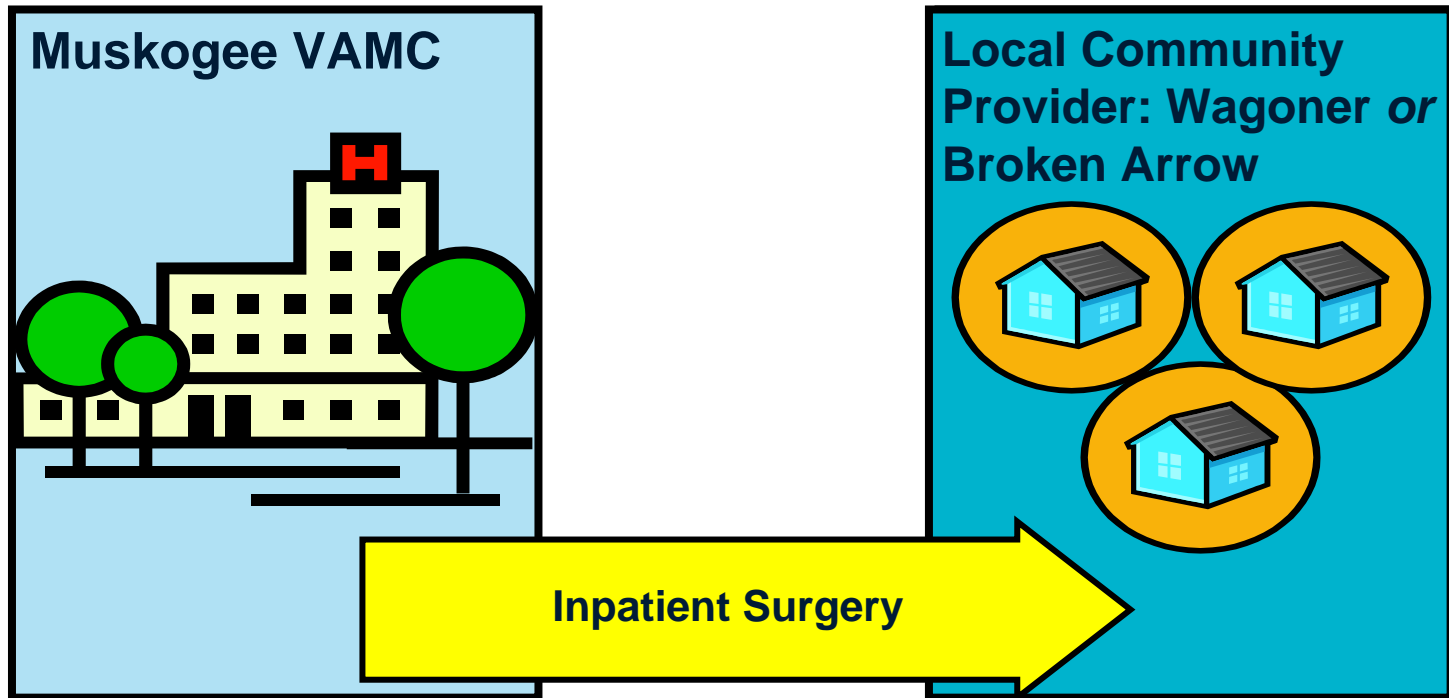 Muskogee VAMC
H
Local Community
Provider: Wagoner or
Broken Arrow
Inpatient Surgery